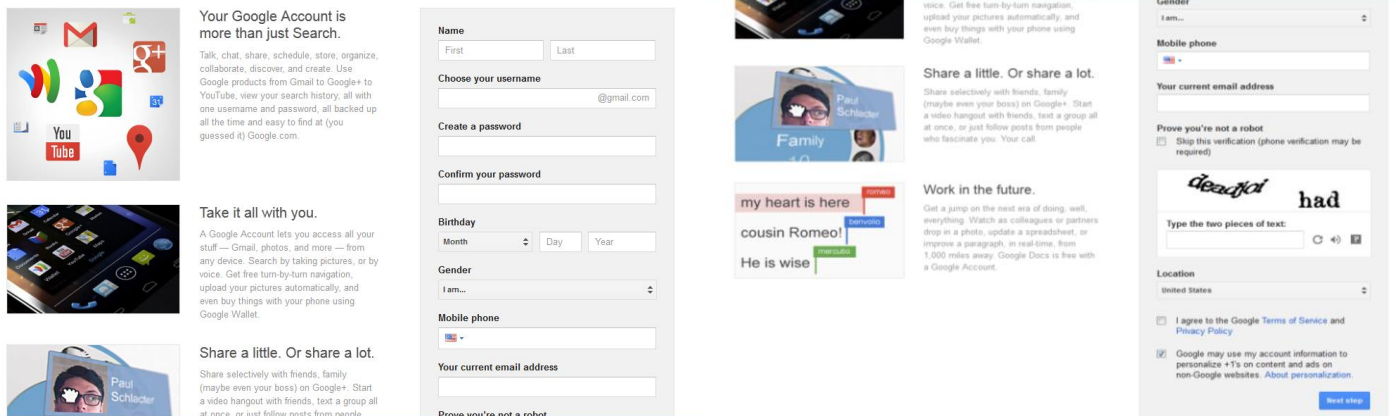 Your Google Account is
more than just Search.
Talk, chat, share, schedule, store, organize,
collaborate, discover, and create. Use
Google products from Gmail to Google+ to
YouTube, view your search history, all with
one username and password, all backed up
all the time and easy to find at (you
guessed it) Google.com.
g+
31
You
Tube
Take it all with you.
A Google Account lets you access all your
stuff — Gmail, photos, and more — from
any device. Search by taking pictures, or by
voice. Get free turn-by-turn navigation,
upload your pictures automatically, and
even buy things with your phone using
Google Wallet.
Share a little. Or share a lot.
Share selectively with friends, family
(maybe even your boss) on Google+. Start
a video hangout with friends, text a group all
at once, or just follow posts from people
Paul
Schlacter
Name
First Last
Choose your username
@gmail.com
Create a password
Confirm your password
Birthday
Month Day Year
Gender
I am...
Mobile phone
Your current email address
Prove you're not a robot
voice. Get free turn-by-turn navigation,
upload your pictures automatically, and
even buy things with your phone using
Google Wallet.
Share a little. Or share a lot.
Share selectively with friends, family
(maybe even your boss) on Google+. Start
a video hangout with friends, text a group all
at once, or just follow posts from people
who fascinate you. Your call.
Paul
Schlacter
Family
10
Work in the future.
Get a jump on the next era of doing, well,
everything. Watch as colleagues or partners
drop in a photo, update a spreadsheet, or
improve a paragraph, in real-time, from
1,000 miles away. Google Docs is free with
a Google Account.
romeo
my heart is here
benvolio
cousin Romeo!
mercutio
He is wise
Gender
I am...
Mobile phone
Your current email address
Prove you're not a robot
Skip this verification (phone verification may be
required)
had
Type the two pieces of text:
Location
United States
I agree to the Google Terms of Service and
Privacy Policy
Google may use my account information to
personalize +1's on content and ads on
non-Google websites. About personalization.
Next step